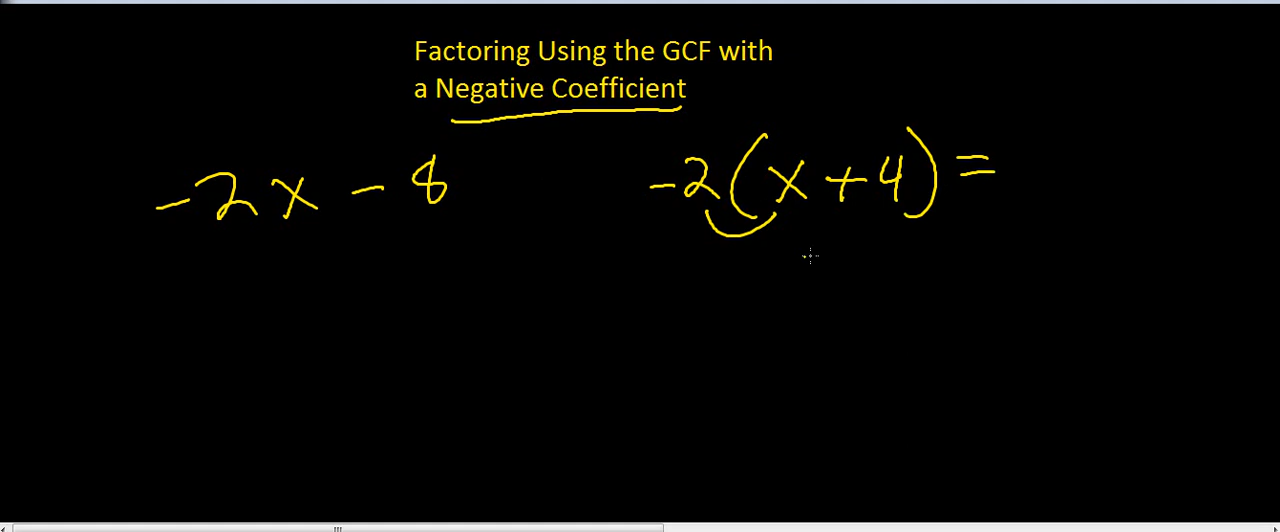 Factoring Using the GCF with
a Negative Coefficient
-2x - 8
-2(x+4)=